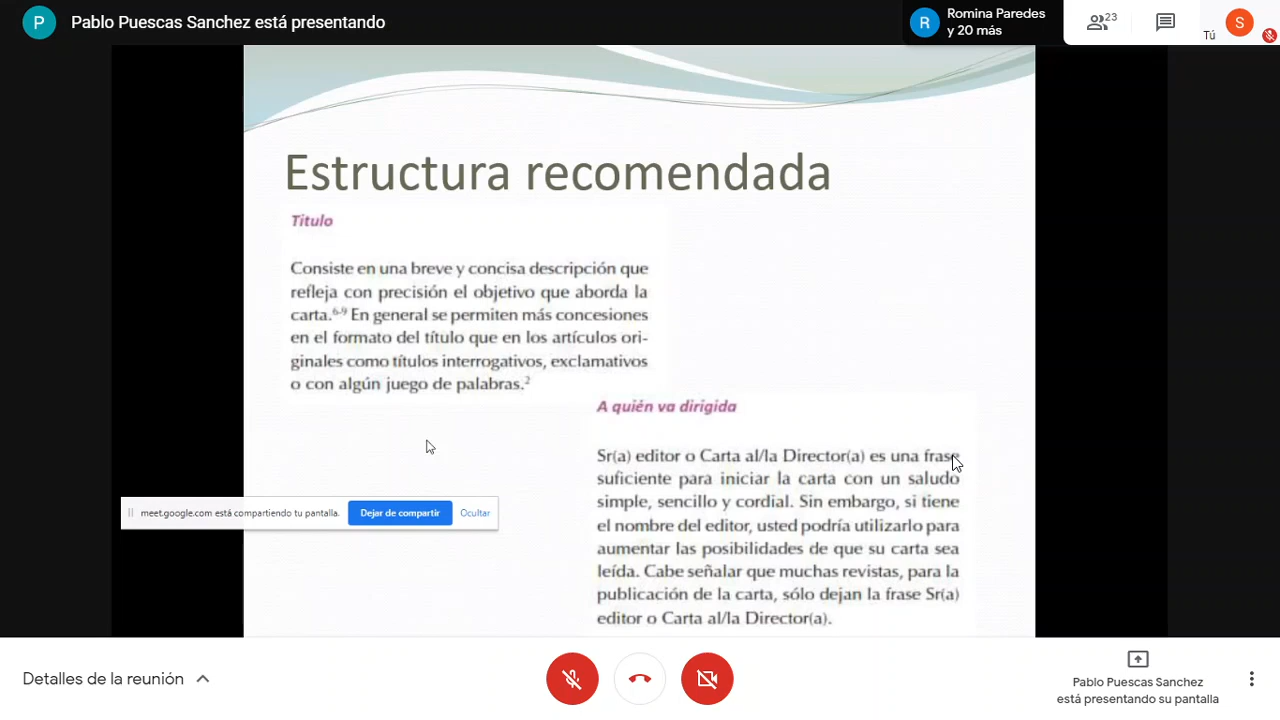 P
Pablo Puescas Sanchez está presentando
R
Romina Paredes
y 20 más
23
Tú
S
Estructura recomendada
Título
Consiste en una breve y concisa descripción que
refleja con precisión el objetivo que aborda la
carta.6-9 En general se permiten más concesiones
en el formato del título que en los artículos ori-
ginales como títulos interrogativos, exclamativos
o con algún juego de palabras.2
A quién va dirigida
Sr(a) editor o Carta al/la Director(a) es una frase
suficiente para iniciar la carta con un saludo
simple, sencillo y cordial. Sin embargo, si tiene
el nombre del editor, usted podría utilizarlo para
aumentar las posibilidades de que su carta sea
leída. Cabe señalar que muchas revistas, para la
publicación de la carta, sólo dejan la frase Sr(a)
editor o Carta al/la Director(a).
meet.google.com está compartiendo tu pantalla.
Dejar de compartir
Ocultar
Detalles de la reunión
Pablo Puescas Sanchez
está presentando su pantalla